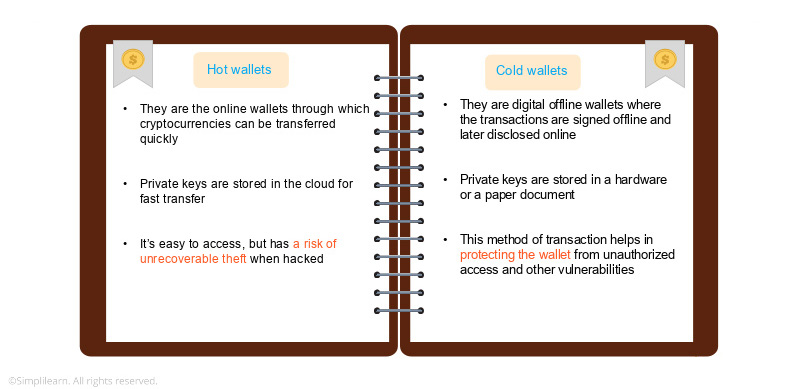 Hot wallets
• They are the online wallets through which
cryptocurrencies can be transferred
quickly
• Private keys are stored in the cloud for
fast transfer
• It's easy to access, but has a risk of
unrecoverable theft when hacked
Cold wallets
• They are digital offline wallets where
the transactions are signed offline and
later disclosed online
• Private keys are stored in a hardware
or a paper document
• This method of transaction helps in
protecting the wallet from unauthorized
access and other vulnerabilities
©Simplilearn. All rights reserved.